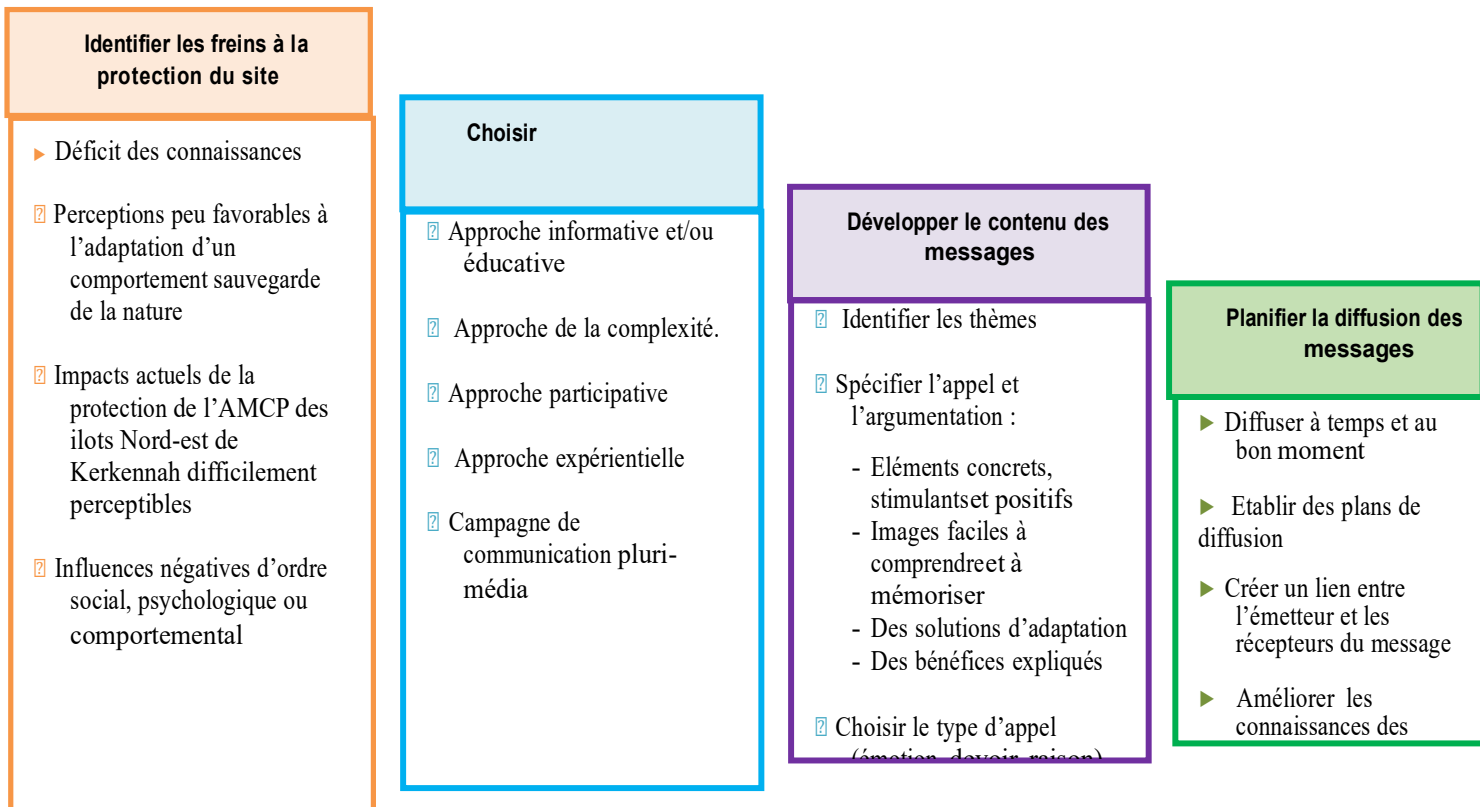 Identifier les freins à la
protection du site
▶ Déficit des connaissances
Perceptions peu favorables à
l’adaptation d’un
comportement sauvegarde
de la nature
Impacts actuels de la
protection de l’AMCP des
ilots Nord-est de
Kerkennah difficilement
perceptibles
Influences négatives d’ordre
social, psychologique ou
comportemental
Choisir
Approche informative et/ou
éducative
Approche de la complexité.
Approche participative
Approche expérientielle
Campagne de
communication pluri-
média
Développer le contenu des
messages
Identifier les thèmes
Spécifier l’appel et
l’argumentation :
- Eléments concrets,
stimulantset positifs
- Images faciles à
comprendreet à
mémoriser
- Des solutions d’adaptation
- Des bénéfices expliqués
Choisir le type d’appel
(émotion, devoir, raison)
Planifier la diffusion des
messages
▶ Diffuser à temps et au
bon moment
▶ Etablir des plans de
diffusion
▶ Créer un lien entre
l’émetteur et les
récepteurs du message
▶ Améliorer les
connaissances des